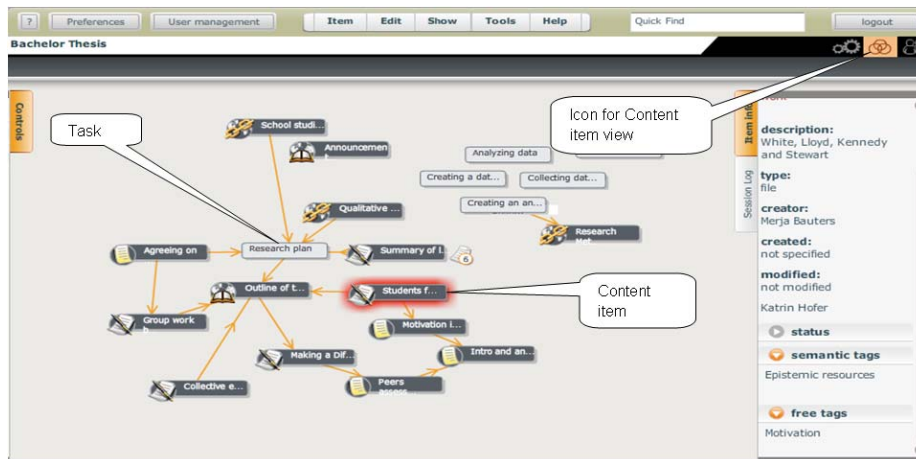 ?
Preferences
User management
Item
Edit
Show
Tools
Help
Quick Find
logout
Bachelor Thesis
Controls
Task
Icon for Content
item view
Item Info
Session Log
School studi...
Announcemen
Analyzing data
Creating a dat...
Collecting dat...
Creating an an...
Qualitative ...
Research
Agreeing on
Research plan
Summary of l...
6
Outline of t...
Students f...
Content
item
Group work
Motivation i...
Making a Dif...
Intro and an...
Collective e...
Peers
assess
description:
White, Lloyd, Kennedy
and Stewart
type:
file
creator:
Merja Bauters
created:
not specified
modified:
not modified
Katrin Hofer
status
semantic tags
Epistemic resources
free tags
Motivation